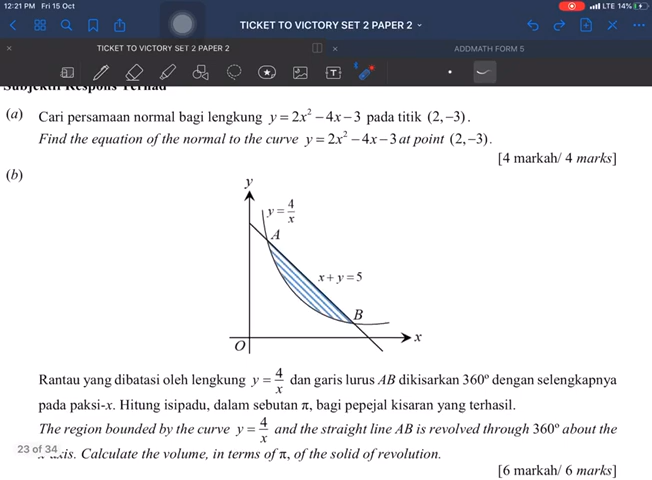 12:21 PM Fri 15 Oct
LTE 14%
TICKET TO VICTORY SET 2 PAPER 2
TICKET TO VICTORY SET 2 PAPER 2
ADDMATH FORM 5
Subjektif Respons Terhad
(a) Cari persamaan normal bagi lengkung y = 2x² – 4x – 3 pada titik (2, –3).
Find the equation of the normal to the curve y = 2x² – 4x – 3 at point (2, –3).
[4 markah/ 4 marks]
(b)
y
y = 4/x
A
x + y = 5
B
x
O
Rantau yang dibatasi oleh lengkung y = 4/x dan garis lurus AB dikisarkan 360º dengan selengkapnya
pada paksi-x. Hitung isipadu, dalam sebutan π, bagi pepejal kisaran yang terhasil.
The region bounded by the curve y = 4/x and the straight line AB is revolved through 360º about the
23 of 34
is. Calculate the volume, in terms of π, of the solid of revolution.
[6 markah/ 6 marks]